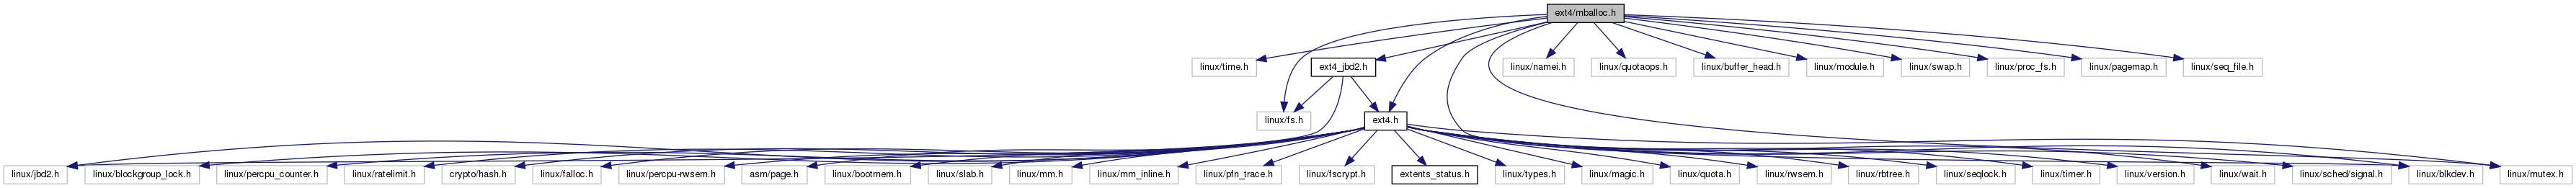 ext4/mballoc.h
linux/time.h
ext4_jbd2.h
linux/namei.h
linux/quotaops.h
linux/buffer_head.h
linux/module.h
linux/swap.h
linux/proc_fs.h
linux/pagemap.h
linux/seq_file.h
linux/fs.h
ext4.h
linux/jbd2.h
linux/blockgroup_lock.h
linux/percpu_counter.h
linux/ratelimit.h
crypto/hash.h
linux/falloc.h
linux/percpu-rwsem.h
asm/page.h
linux/bootmem.h
linux/slab.h
linux/mm.h
linux/mm_inline.h
linux/pfn_trace.h
linux/fscrypt.h
extents_status.h
linux/types.h
linux/magic.h
linux/quota.h
linux/rwsem.h
linux/rbtree.h
linux/seqlock.h
linux/timer.h
linux/version.h
linux/wait.h
linux/sched/signal.h
linux/blkdev.h
linux/mutex.h